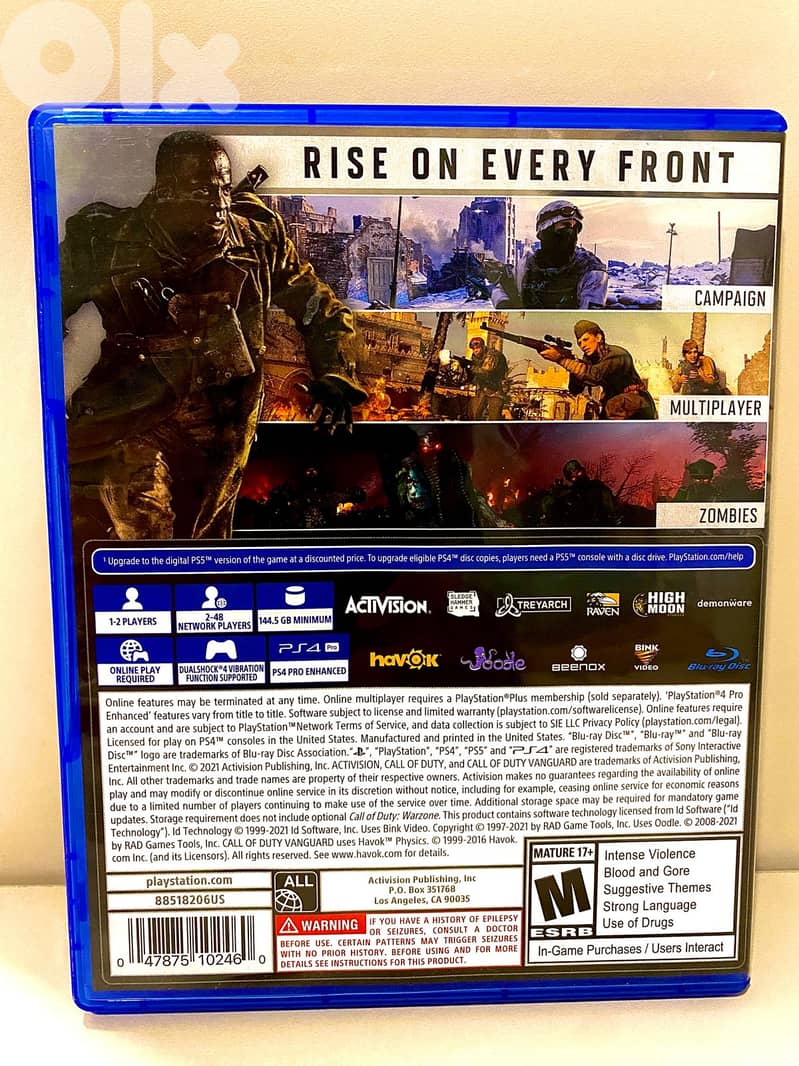 olx
RISE ON EVERY FRONT
CAMPAIGN
MULTIPLAYER
ZOMBIES
¹ Upgrade to the digital PS5™ version of the game at a discounted price. To upgrade eligible PS4™ disc copies, players need a PS5™ console with a disc drive. PlayStation.com/help
1-2 PLAYERS
2-48
NETWORK PLAYERS
144.5 GB MINIMUM
ACTIVISION.
SLEDGE
HAMMER
GAMES
TREYARCH
RAVEN
HIGH
MOON
STUDIOS
demonware
ONLINE PLAY
REQUIRED
DUALSHOCK®4 VIBRATION
FUNCTION SUPPORTED
PS4 Pro
PS4 PRO ENHANCED
havok
Oodle
BEENOX
BINK
VIDEO
Blu-ray Disc
Online features may be terminated at any time. Online multiplayer requires a PlayStation®Plus membership (sold separately). 'PlayStation®4 Pro
Enhanced' features vary from title to title. Software subject to license and limited warranty (playstation.com/softwarelicense). Online features require
an account and are subject to PlayStation™Network Terms of Service, and data collection is subject to SIE LLC Privacy Policy (playstation.com/legal).
Licensed for play on PS4™ consoles in the United States. Manufactured and printed in the United States. "Blu-ray Disc™", "Blu-ray™" and "Blu-ray
Disc™" logo are trademarks of Blu-ray Disc Association. "PS", "PlayStation", "PS4", "PS5" and "PS4" are registered trademarks of Sony Interactive
Entertainment Inc. © 2021 Activision Publishing, Inc. ACTIVISION, CALL OF DUTY, and CALL OF DUTY VANGUARD are trademarks of Activision Publishing,
Inc. All other trademarks and trade names are property of their respective owners. Activision makes no guarantees regarding the availability of online
play and may modify or discontinue online service in its discretion without notice, including for example, ceasing online service for economic reasons
due to a limited number of players continuing to make use of the service over time. Additional storage space may be required for mandatory game
updates. Storage requirement does not include optional Call of Duty: Warzone. This product contains software technology licensed from Id Software ("Id
Technology"). Id Technology © 1999-2021 Id Software, Inc. Uses Bink Video. Copyright © 1997-2021 by RAD Game Tools, Inc. Uses Oodle. © 2008-2021
by RAD Games Tools, Inc. CALL OF DUTY VANGUARD uses Havok™ Physics. © 1999-2016 Havok.
com Inc. (and its Licensors). All rights reserved. See www.havok.com for details.
playstation.com
88518206US
ALL
Activision Publishing, Inc
P.O. Box 351768
Los Angeles, CA 90035
0 47875 10246 0
WARNING IF YOU HAVE A HISTORY OF EPILEPSY
OR SEIZURES, CONSULT A DOCTOR
BEFORE USE. CERTAIN PATTERNS MAY TRIGGER SEIZURES
WITH NO PRIOR HISTORY. BEFORE USING AND FOR MORE
DETAILS SEE INSTRUCTIONS FOR THIS PRODUCT.
MATURE 17+
M
ESRB
Intense Violence
Blood and Gore
Suggestive Themes
Strong Language
Use of Drugs
In-Game Purchases / Users Interact